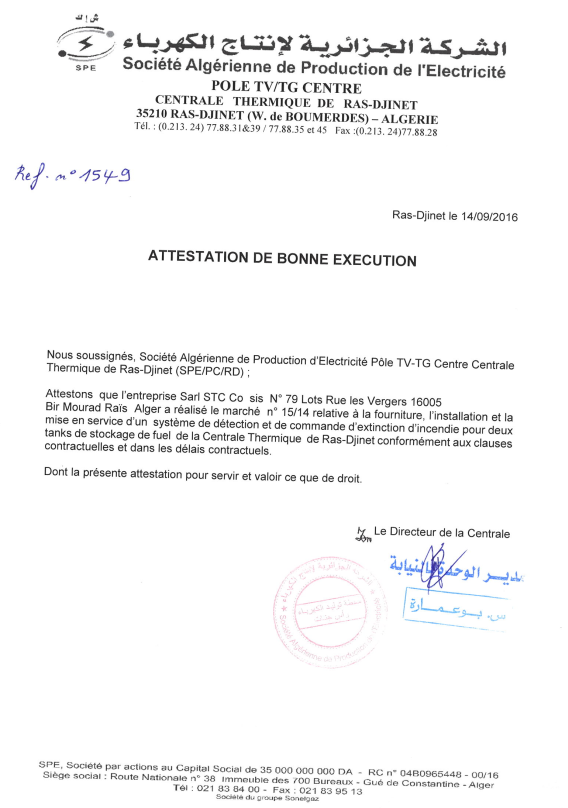 ش إ ك
SPE
الشركة الجزائرية لإنتاج الكهرباء
Société Algérienne de Production de l'Electricité
POLE TV/TG CENTRE
CENTRALE THERMIQUE DE RAS-DJINET
35210 RAS-DJINET (W. de BOUMERDES) – ALGERIE
Tél. : (0.213. 24) 77.88.31&39 / 77.88.35 et 45 Fax :(0.213. 24)77.88.28
Ref. n° 1549
Ras-Djinet le 14/09/2016
ATTESTATION DE BONNE EXECUTION
Nous soussignés, Société Algérienne de Production d'Electricité Pôle TV-TG Centre Centrale
Thermique de Ras-Djinet (SPE/PC/RD) ;
Attestons que l'entreprise Sarl STC Co sis N° 79 Lots Rue les Vergers 16005
Bir Mourad Raïs Alger a réalisé le marché n° 15/14 relative à la fourniture, l'installation et la
mise en service d'un système de détection et de commande d'extinction d'incendie pour deux
tanks de stockage de fuel de la Centrale Thermique de Ras-Djinet conformément aux clauses
contractuelles et dans les délais contractuels.
Dont la présente attestation pour servir et valoir ce que de droit.
Le Directeur de la Centrale
مدير الوحدة بالنيابة
س. بوعمارة
الشركة الجزائرية لإنتاج الكهرباء
رأس جنات
Société Algérienne de Production
SPE, Société par actions au Capital Social de 35 000 000 000 DA - RC n° 04B0965448 - 00/16
Siège social : Route Nationale n° 38 Immeuble des 700 Bureaux - Gué de Constantine - Alger
Tél : 021 83 84 00 - Fax : 021 83 95 13
Société du groupe Sonelgaz